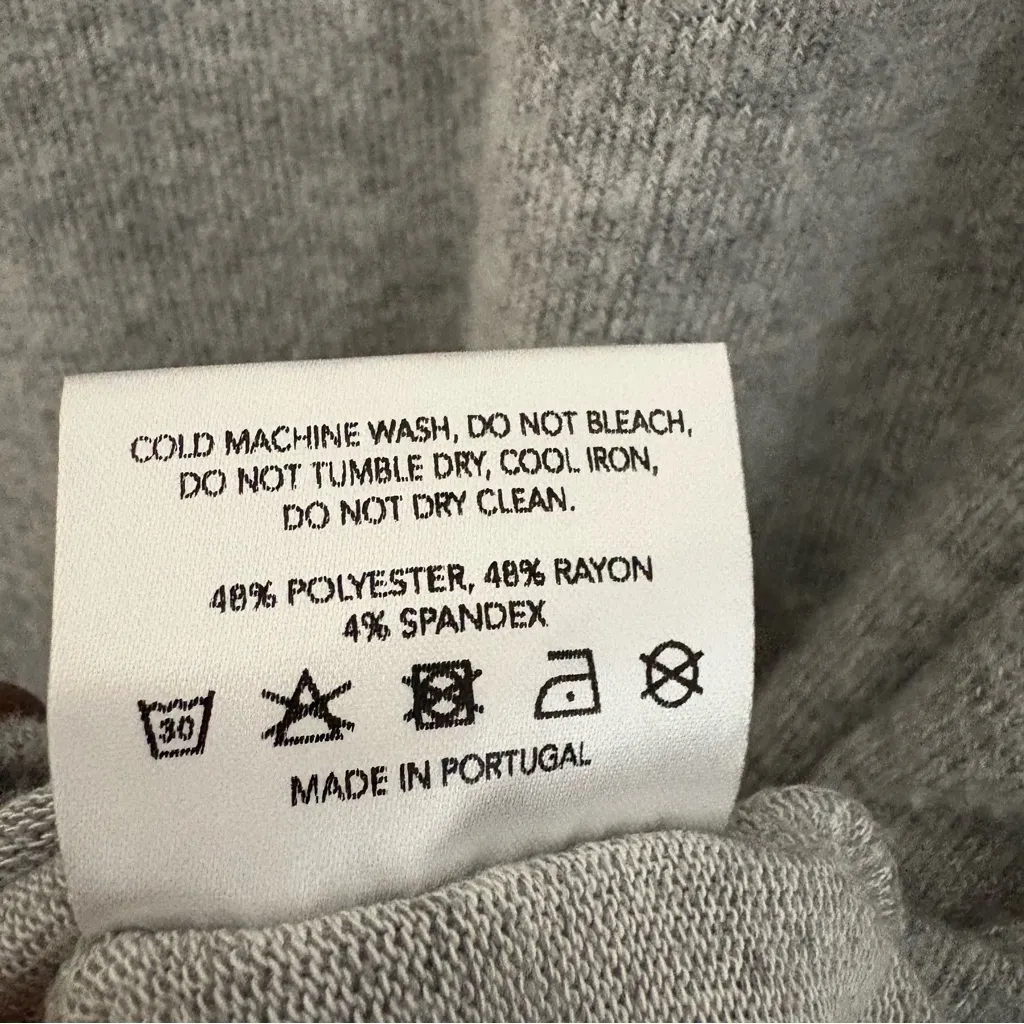 COLD MACHINE WASH, DO NOT BLEACH,
DO NOT TUMBLE DRY, COOL IRON,
DO NOT DRY CLEAN.
48% POLYESTER, 48% RAYON
4% SPANDEX
30
MADE IN PORTUGAL